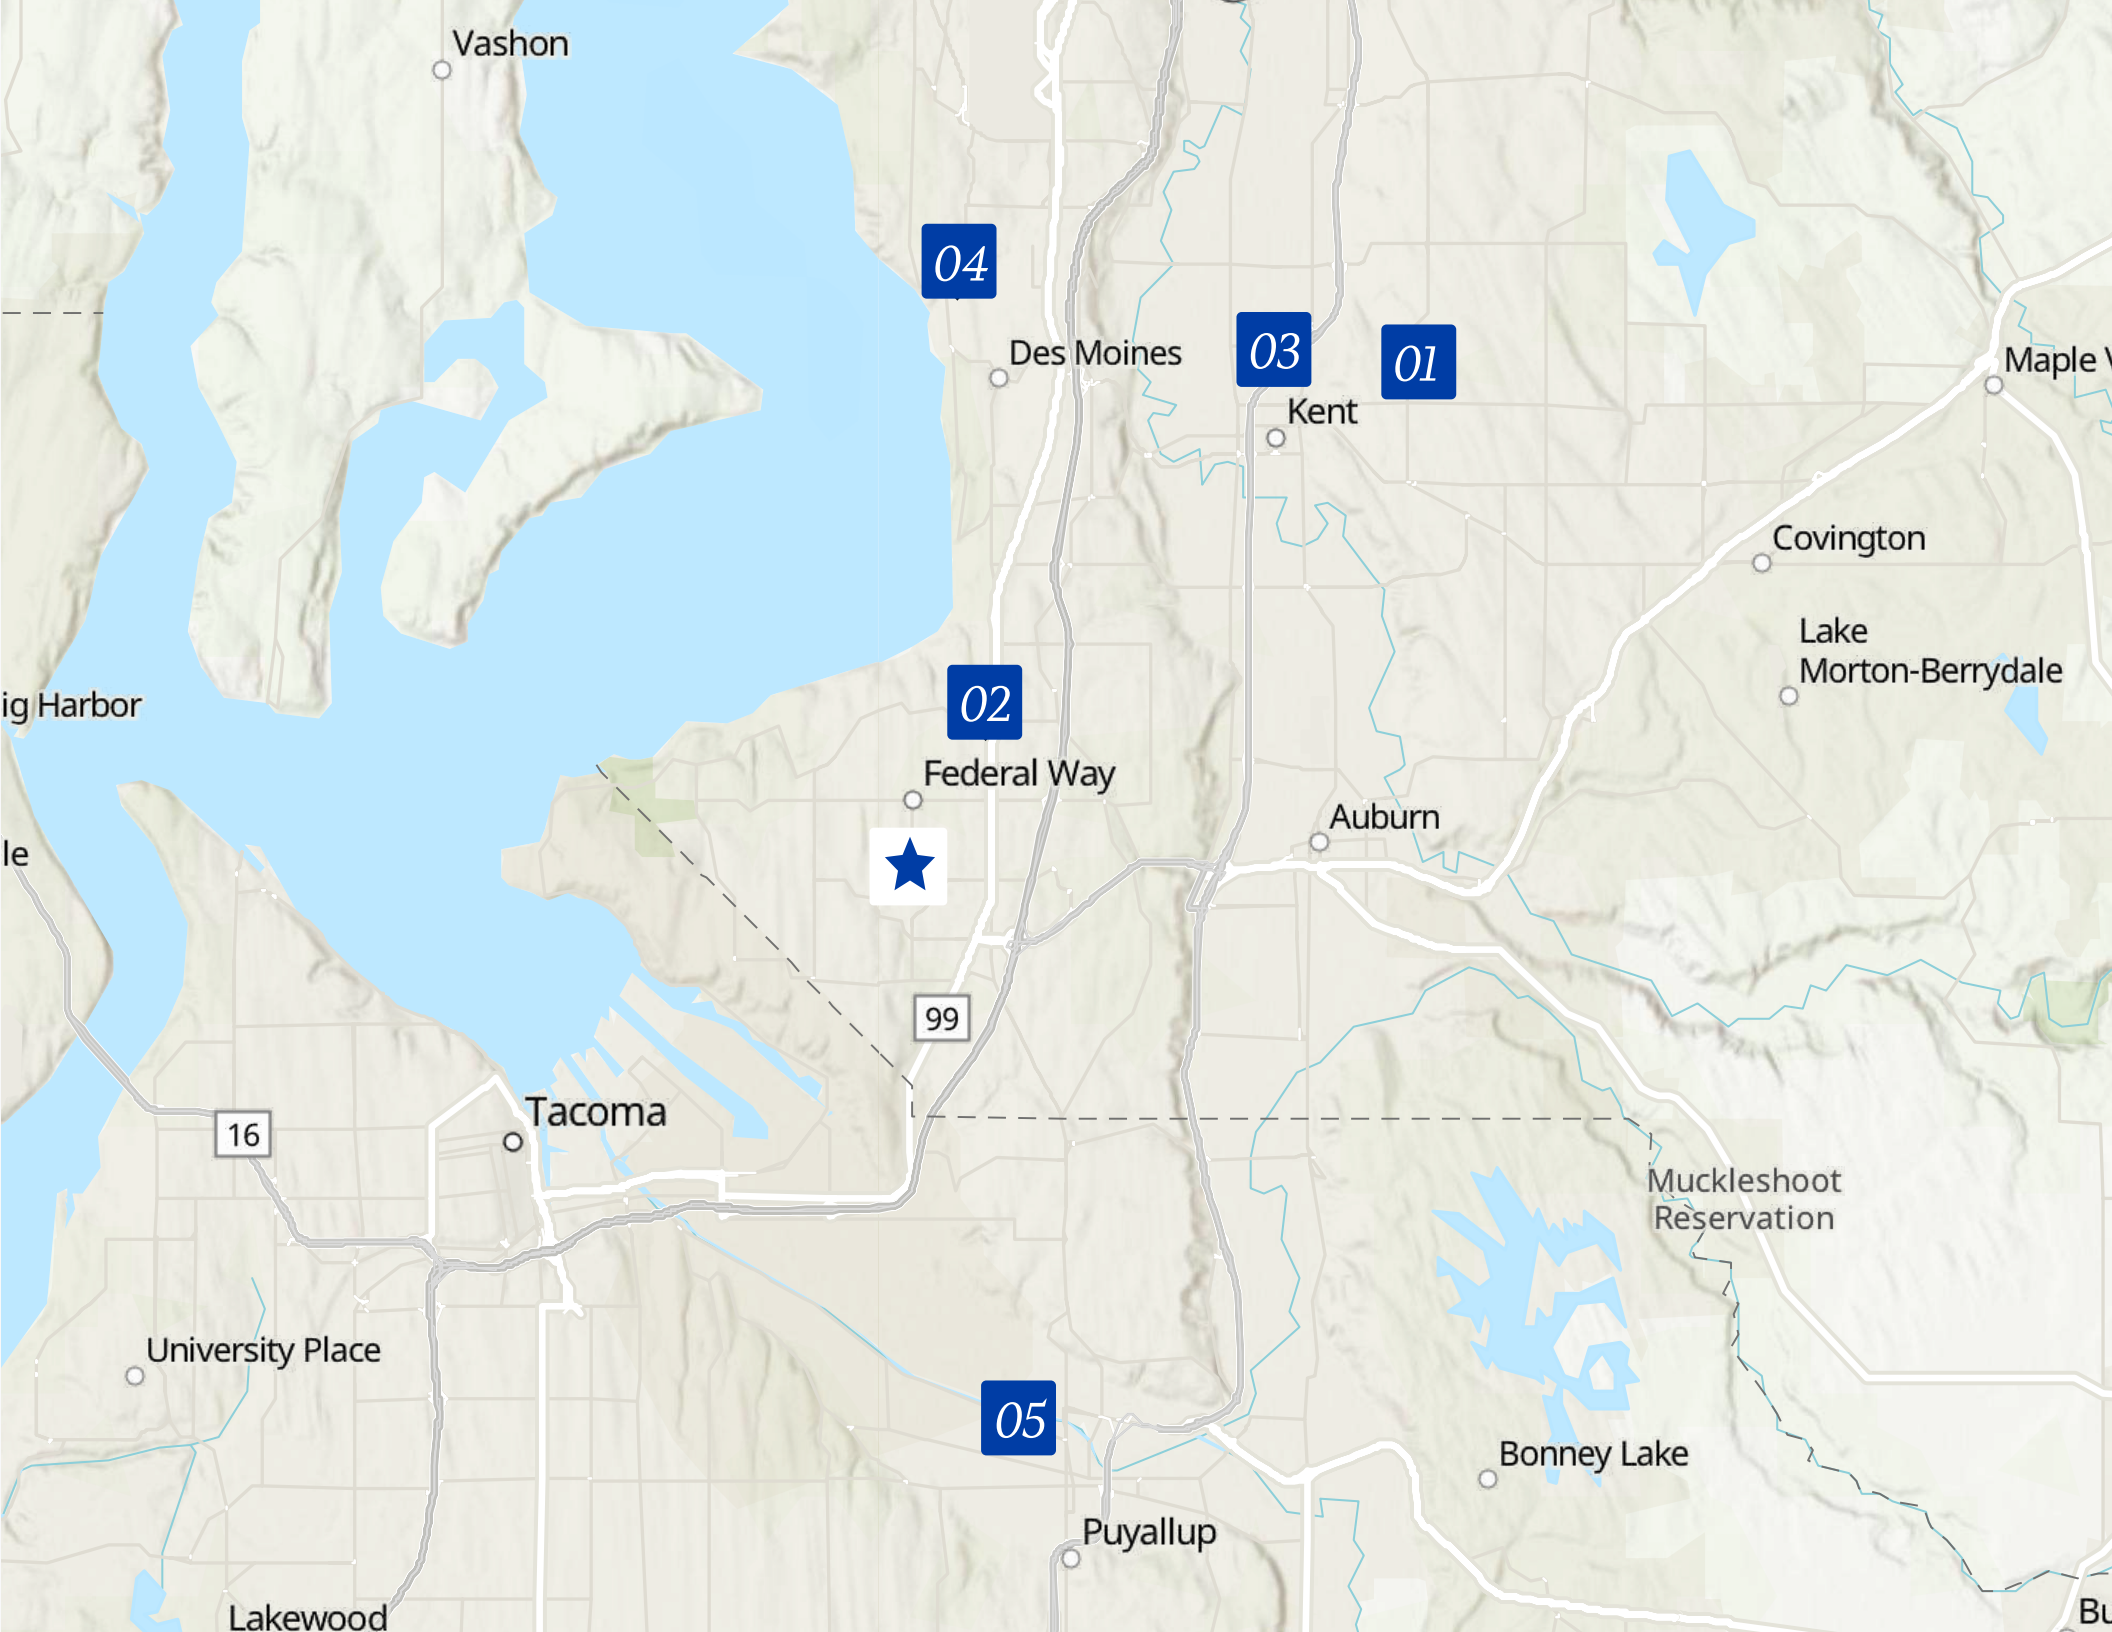 Vashon
04
Des Moines
03
01
Maple V
Kent
Covington
Lake
Morton-Berrydale
ig Harbor
02
Federal Way
Auburn
le
99
Tacoma
16
Muckleshoot
Reservation
University Place
05
Bonney Lake
Puyallup
Lakewood
Bu